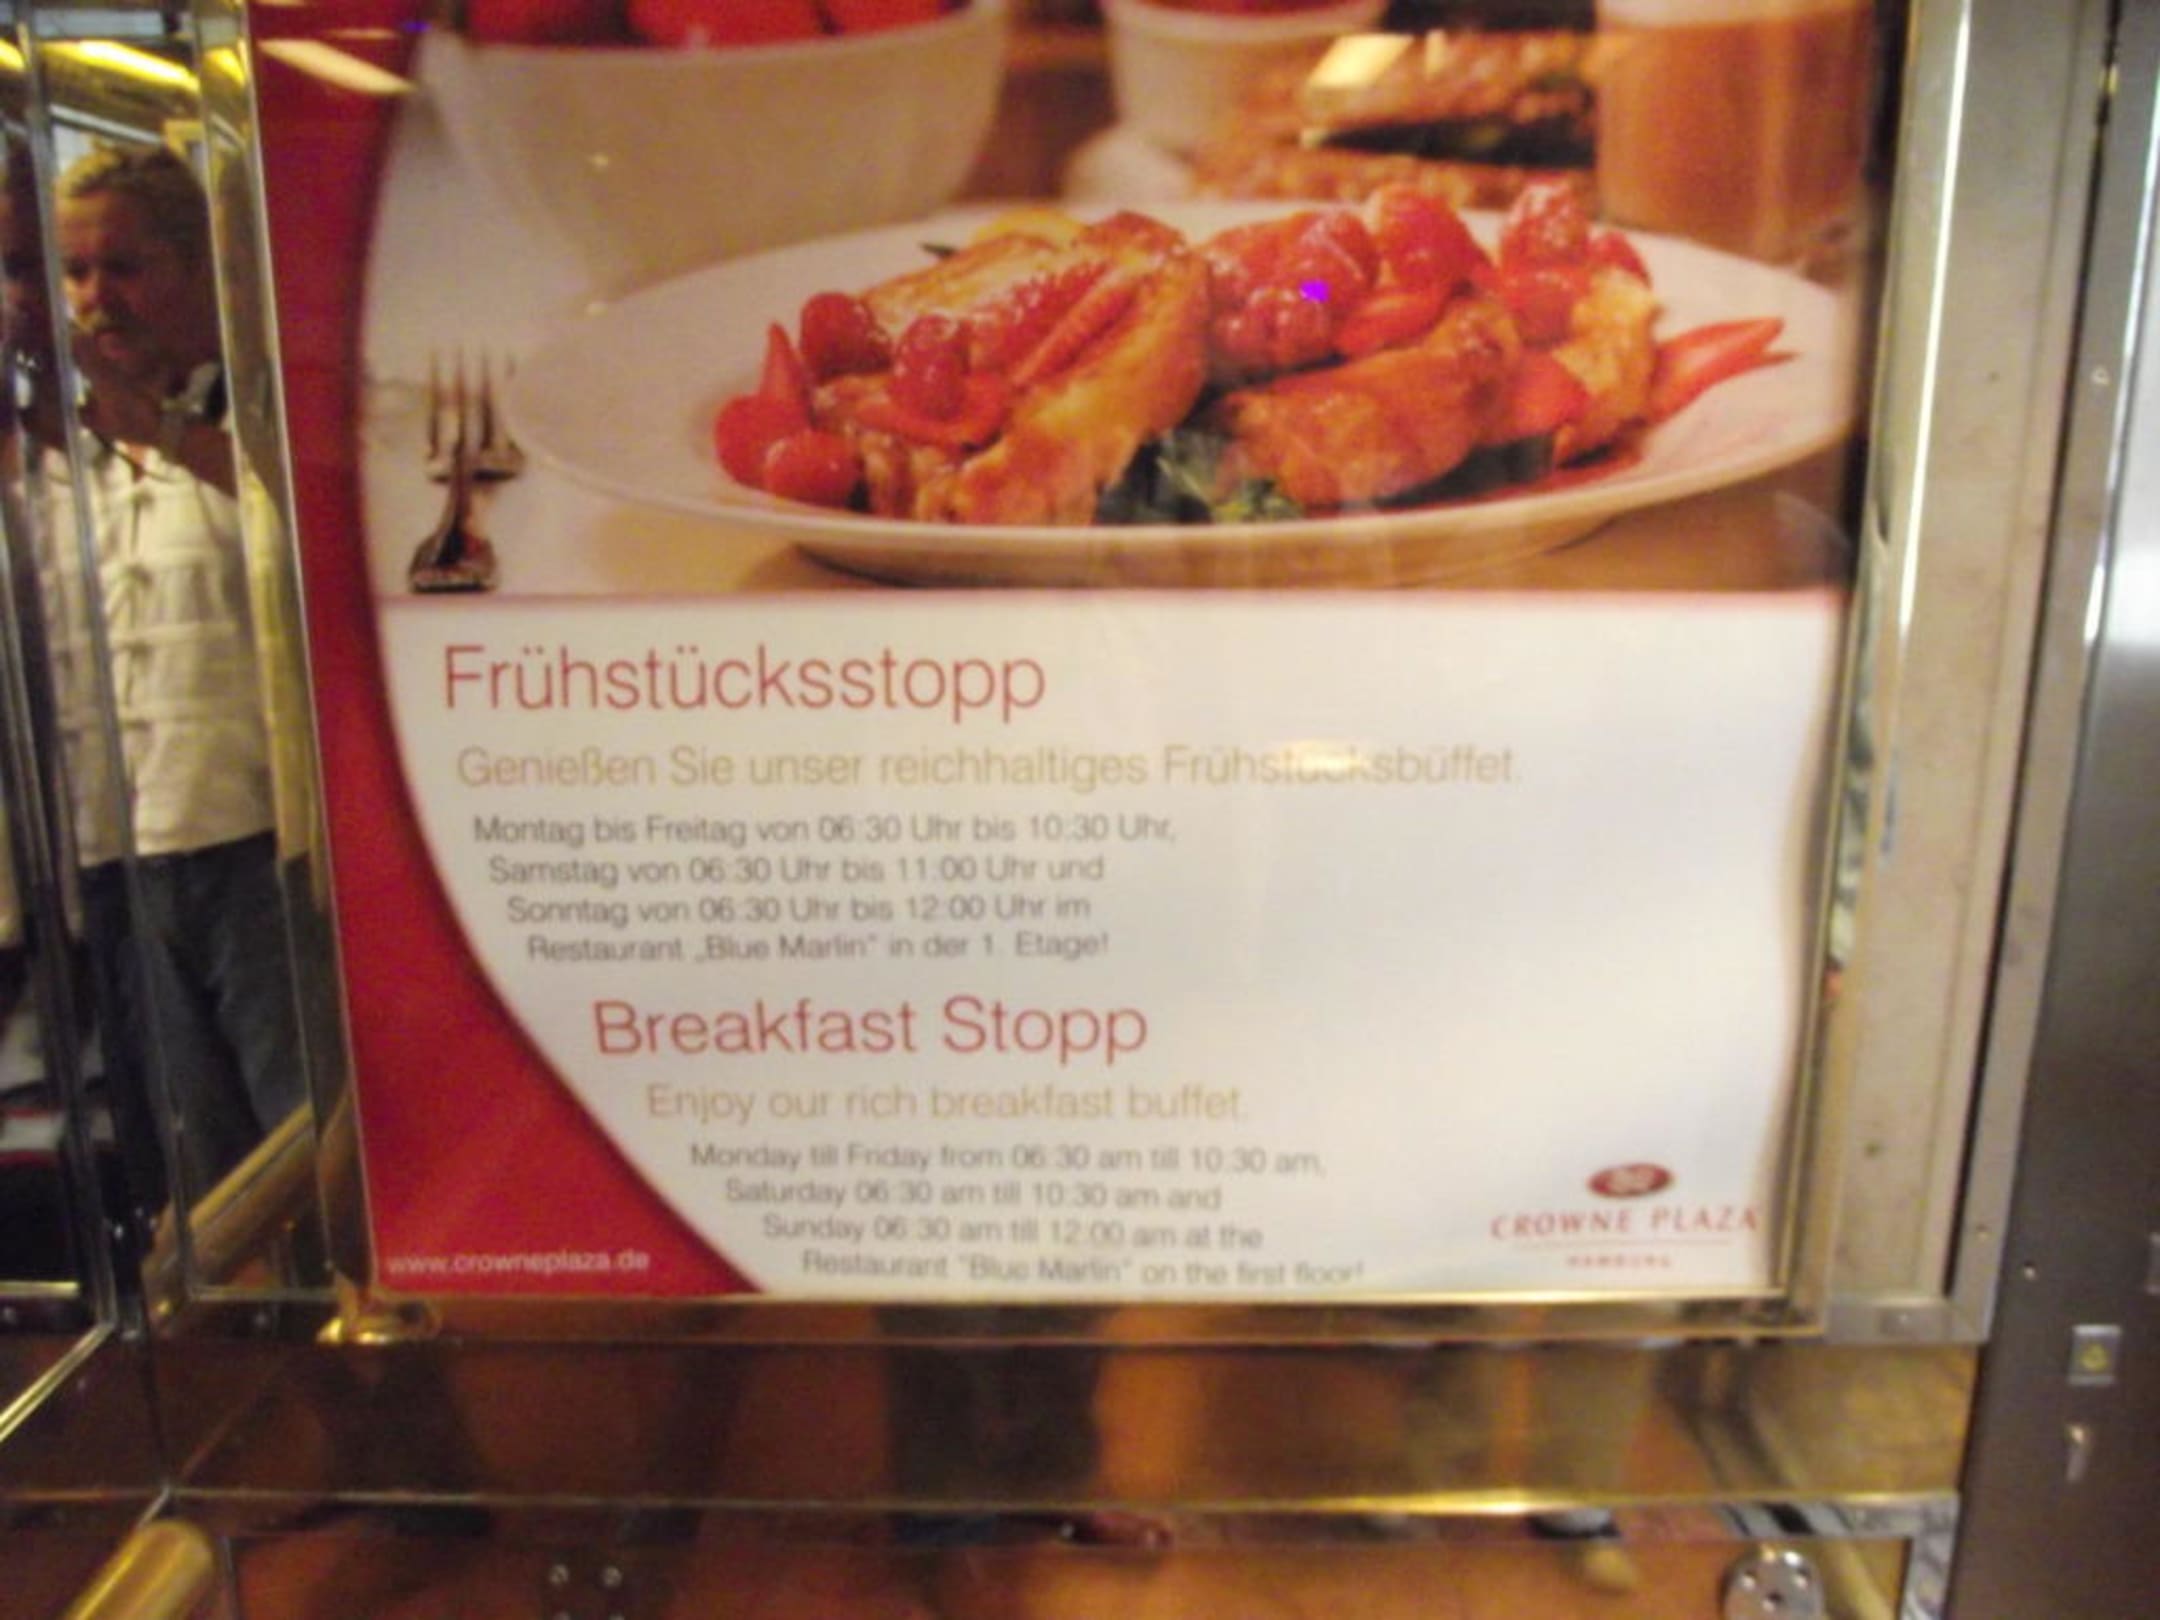 Frühstücksstopp
Genießen Sie unser reichhaltiges Frühstücksbüffet.
Montag bis Freitag von 06:30 Uhr bis 10:30 Uhr,
Samstag von 06:30 Uhr bis 11:00 Uhr und
Sonntag von 06:30 Uhr bis 12:00 Uhr im
Restaurant „Blue Marlin" in der 1. Etage!
Breakfast Stopp
Enjoy our rich breakfast buffet.
Monday till Friday from 06:30 am till 10:30 am,
Saturday 06:30 am till 10:30 am and
Sunday 06:30 am till 12:00 am at the
Restaurant "Blue Marlin" on the first floor!
www.crowneplaza.de
CROWNE PLAZA
HAMBURG